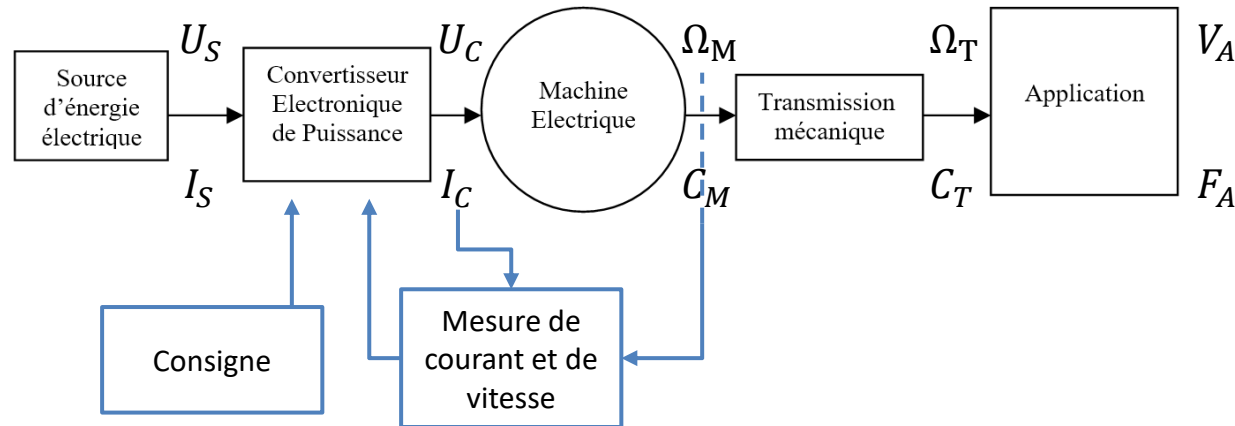 U_S
U_C
Ω_M
Ω_T
V_A
Source
d'énergie
électrique
Convertisseur
Electronique
de Puissance
Machine
Electrique
Transmission
mécanique
Application
I_S
I_C
C_M
C_T
F_A
Consigne
Mesure de
courant et de
vitesse